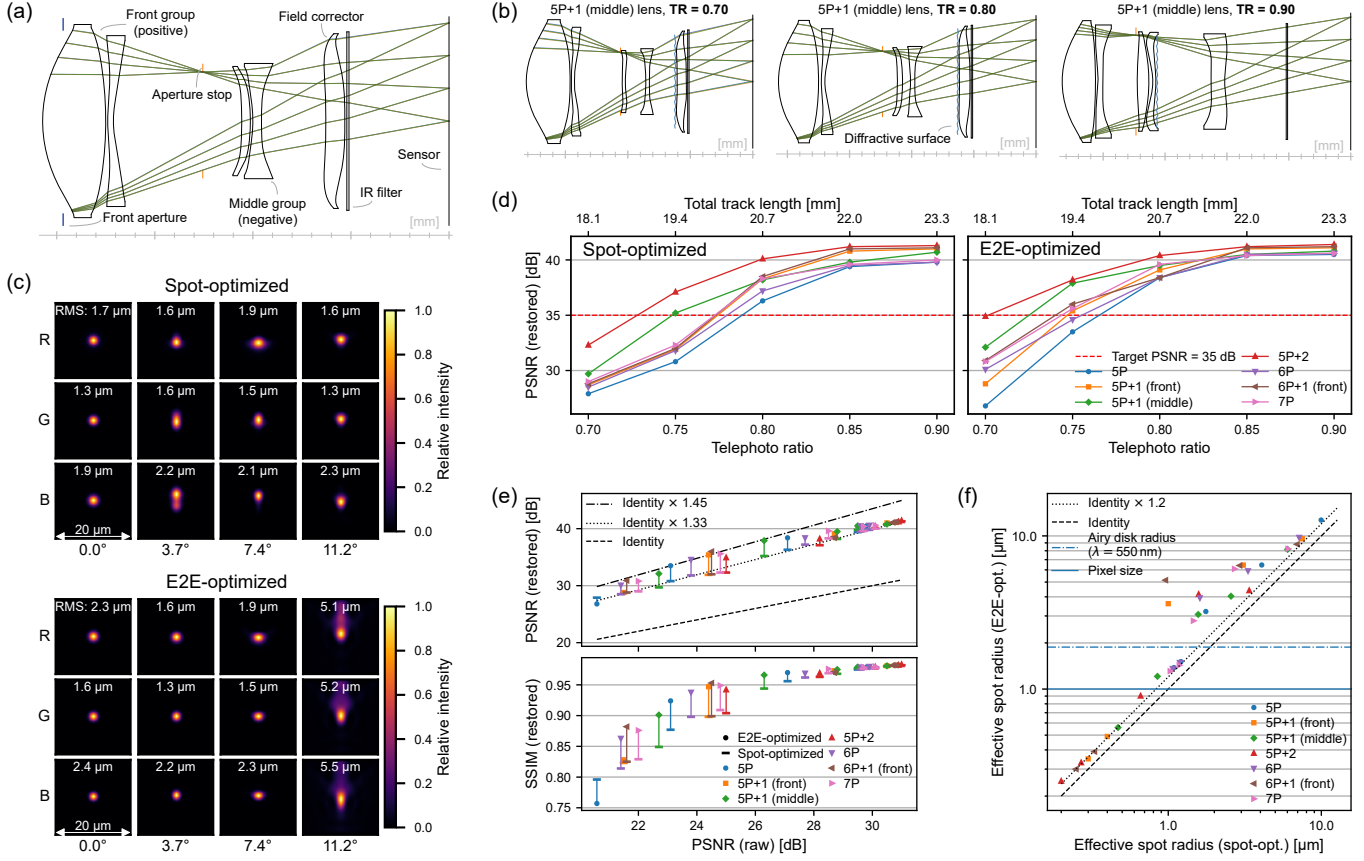 (a)
Front group
(positive)
Field corrector
Aperture stop
Sensor
Middle group
(negative)
IR filter
Front aperture
[mm]
(b)
5P+1 (middle) lens, TR = 0.70
5P+1 (middle) lens, TR = 0.80
5P+1 (middle) lens, TR = 0.90
Diffractive surface
[mm]
(c)
Spot-optimized
RMS: 1.7 µm
1.6 µm
1.9 µm
1.6 µm
R
1.3 µm
1.6 µm
1.5 µm
1.3 µm
G
1.9 µm
2.2 µm
2.1 µm
2.3 µm
B
20 µm
0.0°
3.7°
7.4°
11.2°
1.0
0.8
0.6
0.4
0.2
0.0
Relative intensity
E2E-optimized
RMS: 2.3 µm
1.6 µm
1.9 µm
5.1 µm
R
1.6 µm
1.3 µm
1.5 µm
5.2 µm
G
2.4 µm
2.2 µm
2.3 µm
5.5 µm
B
20 µm
0.0°
3.7°
7.4°
11.2°
1.0
0.8
0.6
0.4
0.2
0.0
Relative intensity
(d)
Total track length [mm]
18.1
19.4
20.7
22.0
23.3
Total track length [mm]
18.1
19.4
20.7
22.0
23.3
Spot-optimized
E2E-optimized
PSNR (restored) [dB]
40
35
30
Target PSNR = 35 dB
5P
5P+1 (front)
5P+1 (middle)
5P+2
6P
6P+1 (front)
7P
0.70
0.75
0.80
0.85
0.90
0.70
0.75
0.80
0.85
0.90
Telephoto ratio
Telephoto ratio
(e)
Identity × 1.45
Identity × 1.33
Identity
PSNR (restored) [dB]
40
30
20
SSIM (restored)
0.95
0.90
0.85
0.80
0.75
E2E-optimized
Spot-optimized
5P
5P+1 (front)
5P+1 (middle)
5P+2
6P
6P+1 (front)
7P
22
24
26
28
30
PSNR (raw) [dB]
(f)
Identity × 1.2
Identity
Airy disk radius
(λ = 550 nm)
Pixel size
Effective spot radius (E2E-opt.) [µm]
10.0
1.0
5P
5P+1 (front)
5P+1 (middle)
5P+2
6P
6P+1 (front)
7P
1.0
10.0
Effective spot radius (spot-opt.) [µm]